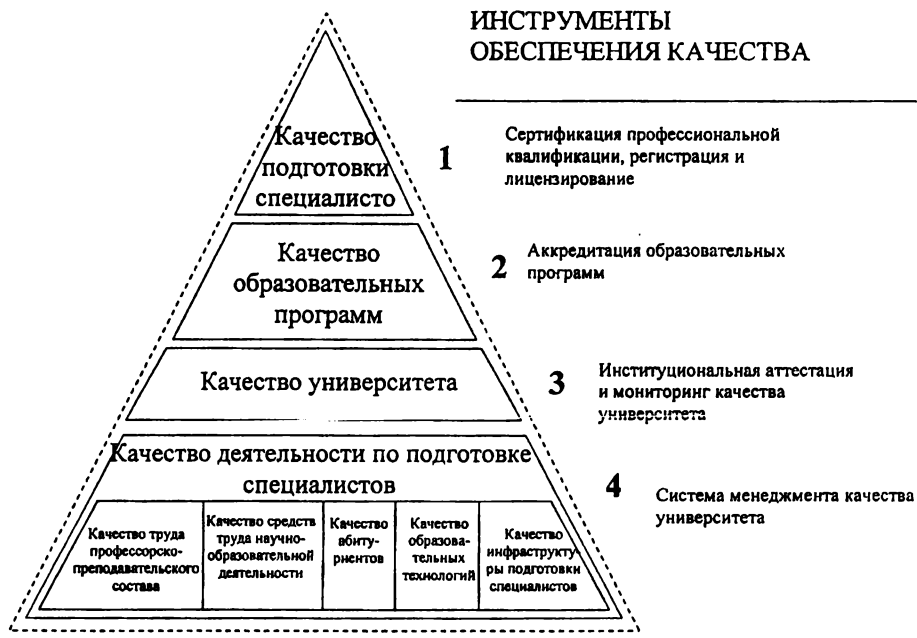 ИНСТРУМЕНТЫ
ОБЕСПЕЧЕНИЯ КАЧЕСТВА
Качество
подготовки
специалисто
1
Сертификация профессиональной
квалификации, регистрация и
лицензирование
Качество
образовательных
программ
2
Аккредитация образовательных
программ
Качество университета
3
Институциональная аттестация
и мониторинг качества
университета
Качество деятельности по подготовке
специалистов
4
Система менеджмента качества
университета
Качество труда
профессорско-
преподавательского
состава
Качество средств
труда научно-
образовательной
деятельности
Качество
абиту-
риентов
Качество
образова-
тельных
технологий
Качество
инфраструкту-
ры подготовки
специалистов